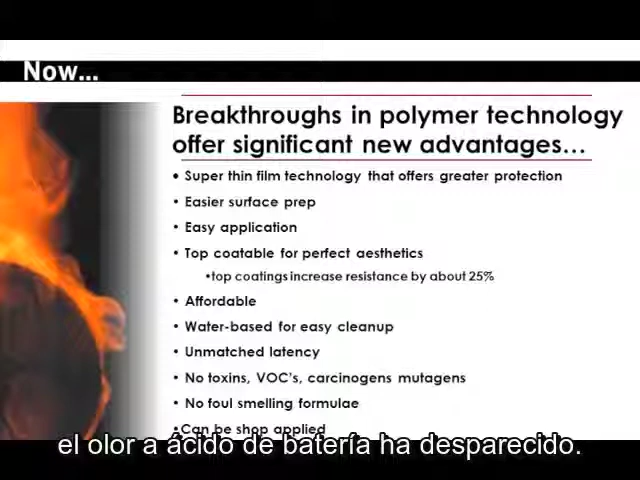 Now...
Breakthroughs in polymer technology
offer significant new advantages...
• Super thin film technology that offers greater protection
• Easier surface prep
• Easy application
• Top coatable for perfect aesthetics
•top coatings increase resistance by about 25%
• Affordable
• Water-based for easy cleanup
• Unmatched latency
• No toxins, VOC's, carcinogens mutagens
• No foul smelling formulae
•Can be shop applied
el olor a ácido de batería ha desparecido.